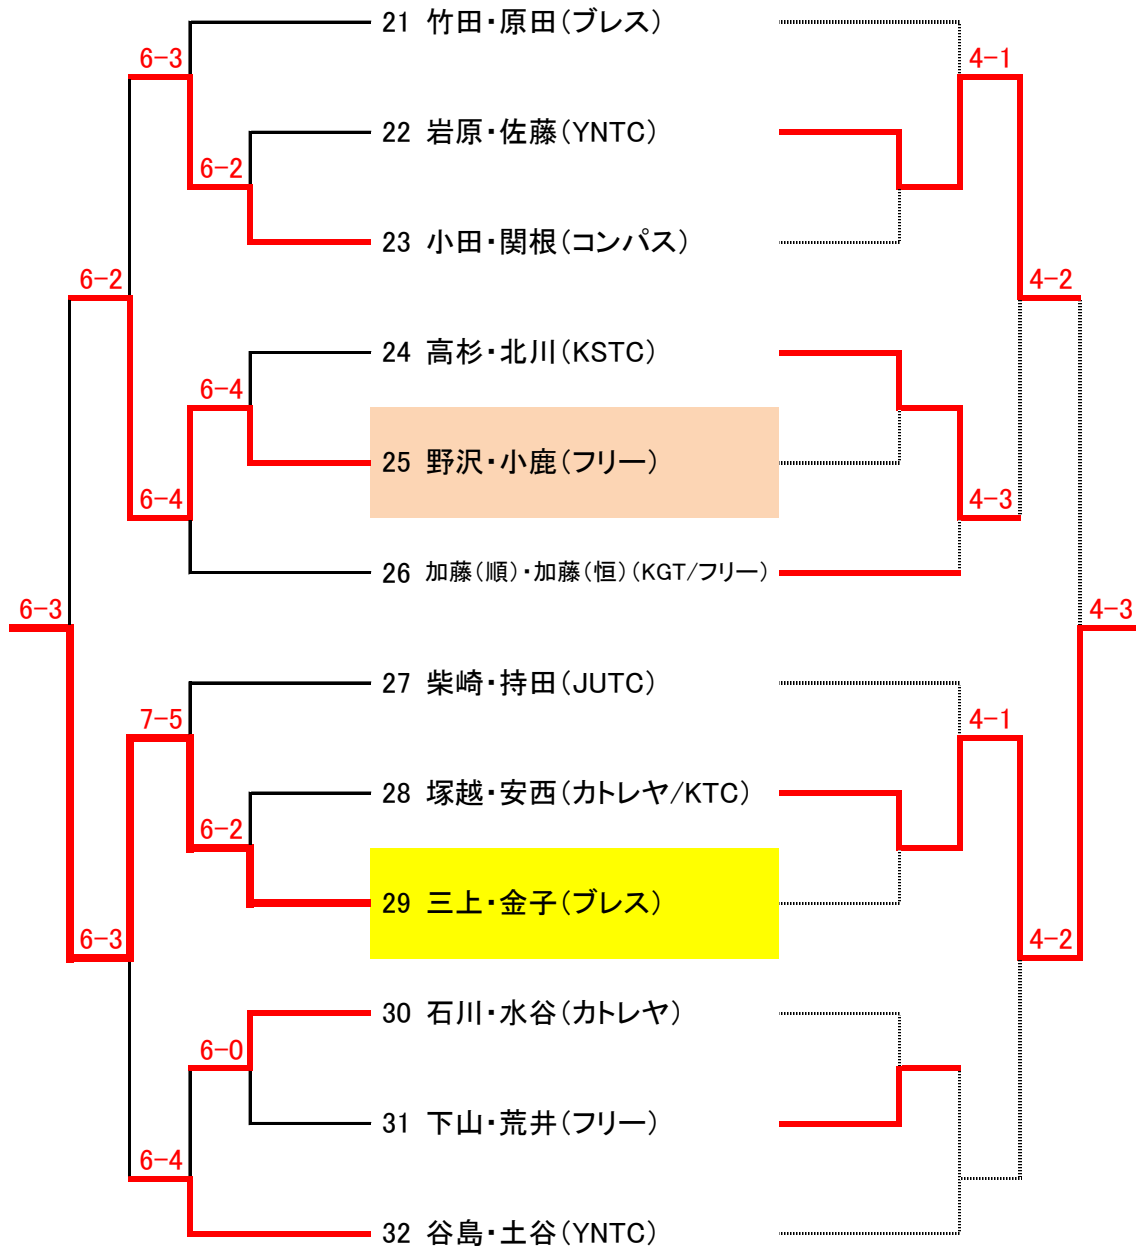 21 竹田・原田(ブレス)
6-3 4-1
22 岩原・佐藤(YNTC)
6-2
23 小田・関根(コンパス)
6-2 4-2
24 高杉・北川(KSTC)
6-4
25 野沢・小鹿(フリー)
6-4 4-3
26 加藤(順)・加藤(恒)(KGT/フリー)
6-3 4-3
27 柴崎・持田(JUTC)
7-5 4-1
28 塚越・安西(カトレヤ/KTC)
6-2
29 三上・金子(ブレス)
6-3 4-2
30 石川・水谷(カトレヤ)
6-0
31 下山・荒井(フリー)
6-4
32 谷島・土谷(YNTC)